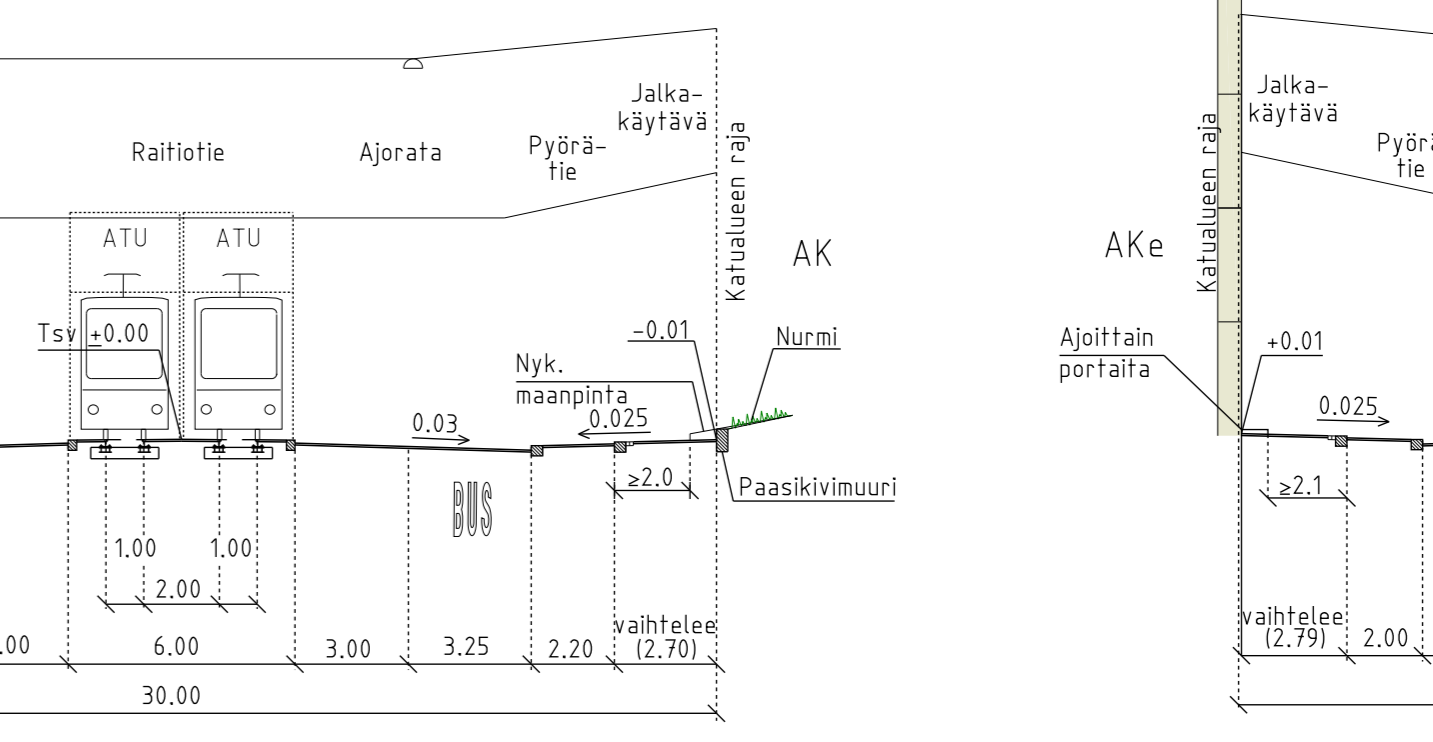 Jalka-
käytävä
Raitiotie
Ajorata
Pyörä-
tie
Katualueen raja
ATU
ATU
AK
Tsv ±0.00
-0.01
Nurmi
Nyk.
maanpinta
0.03
0.025
≥2.0
Paasikivimuuri
BUS
1.00
1.00
2.00
vaihtelee
.00
6.00
3.00
3.25
2.20
(2.70)
30.00
Jalka-
käytävä
Pyörä
tie
Katualueen raja
AKe
Ajoittain
portaita
+0.01
0.025
≥2.1
vaihtelee
(2.79)
2.00